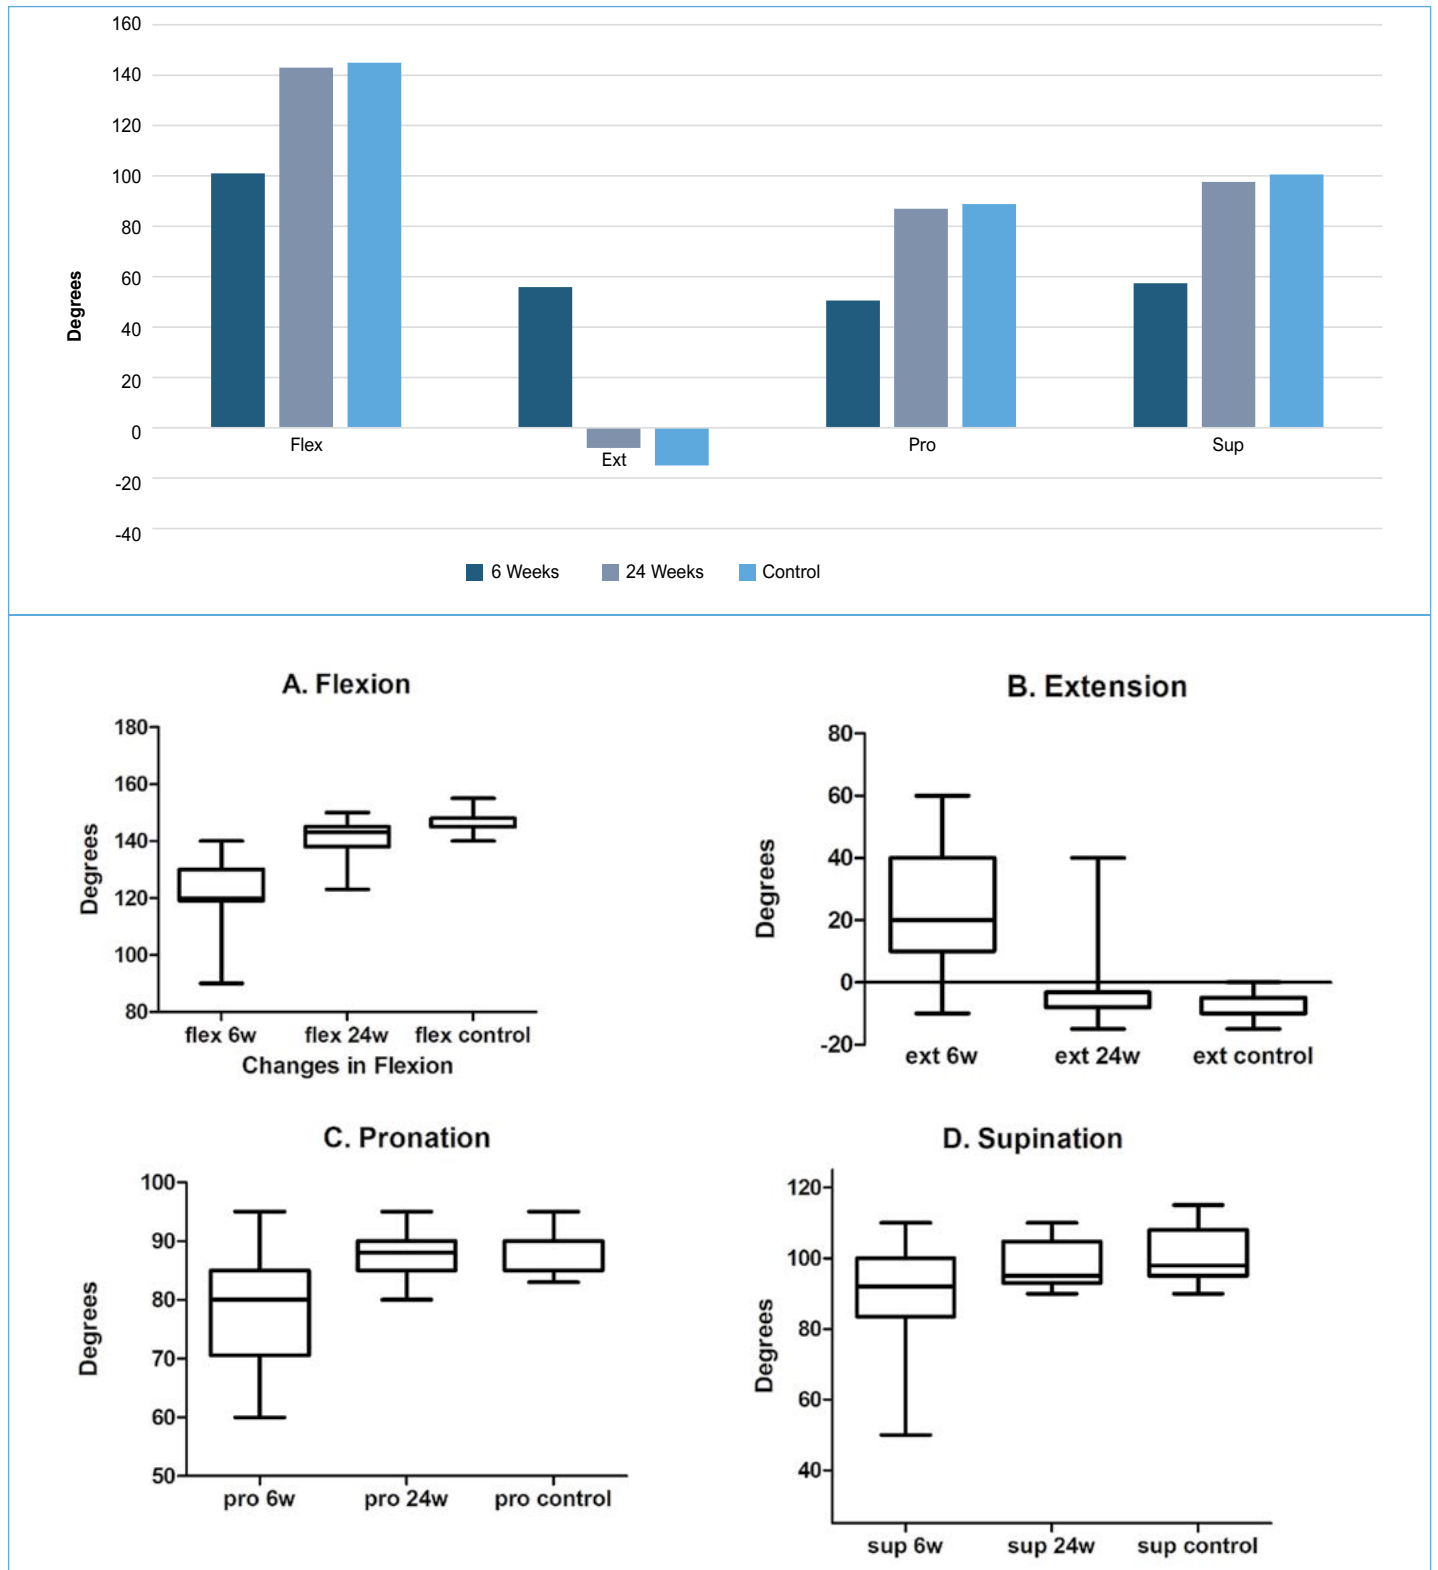 160
140
120
100
80
60
40
20
0
-20
-40
Degrees
Flex
Ext
Pro
Sup
6 Weeks 24 Weeks Control
A. Flexion
180
160
140
120
100
80
Degrees
flex 6w flex 24w flex control
Changes in Flexion
B. Extension
80
60
40
20
0
-20
Degrees
ext 6w ext 24w ext control
C. Pronation
100
90
80
70
60
50
Degrees
pro 6w pro 24w pro control
D. Supination
120
100
80
60
40
Degrees
sup 6w sup 24w sup control